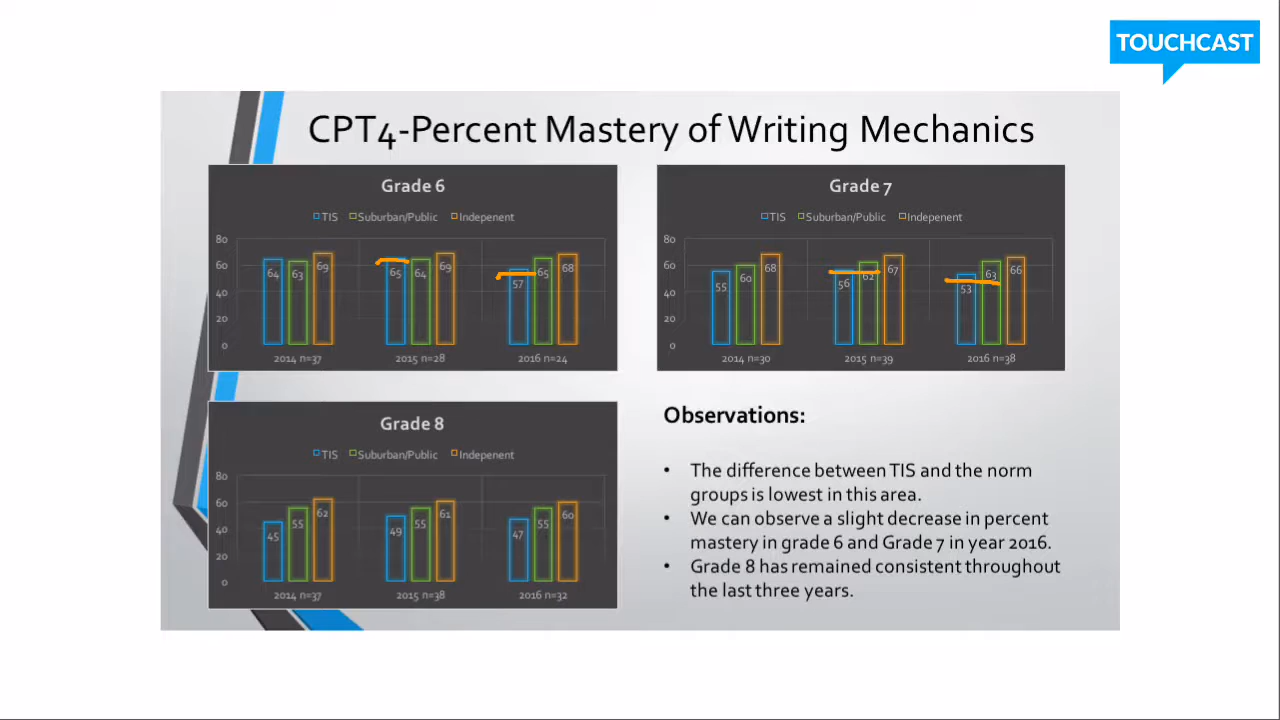 TOUCHCAST
CPT4-Percent Mastery of Writing Mechanics
Grade 6
TIS Suburban/Public Indepenent
80
60
40
20
0
64 63 69
65 64 69
57 65 68
2014 n=37 2015 n=28 2016 n=24
Grade 7
TIS Suburban/Public Indepenent
80
60
40
20
0
55 60 68
56 62 67
53 63 66
2014 n=30 2015 n=39 2016 n=38
Grade 8
TIS Suburban/Public Indepenent
80
60
40
20
0
45 55 62
49 55 61
47 55 60
2014 n=37 2015 n=38 2016 n=32
Observations:
• The difference between TIS and the norm
groups is lowest in this area.
• We can observe a slight decrease in percent
mastery in grade 6 and Grade 7 in year 2016.
• Grade 8 has remained consistent throughout
the last three years.